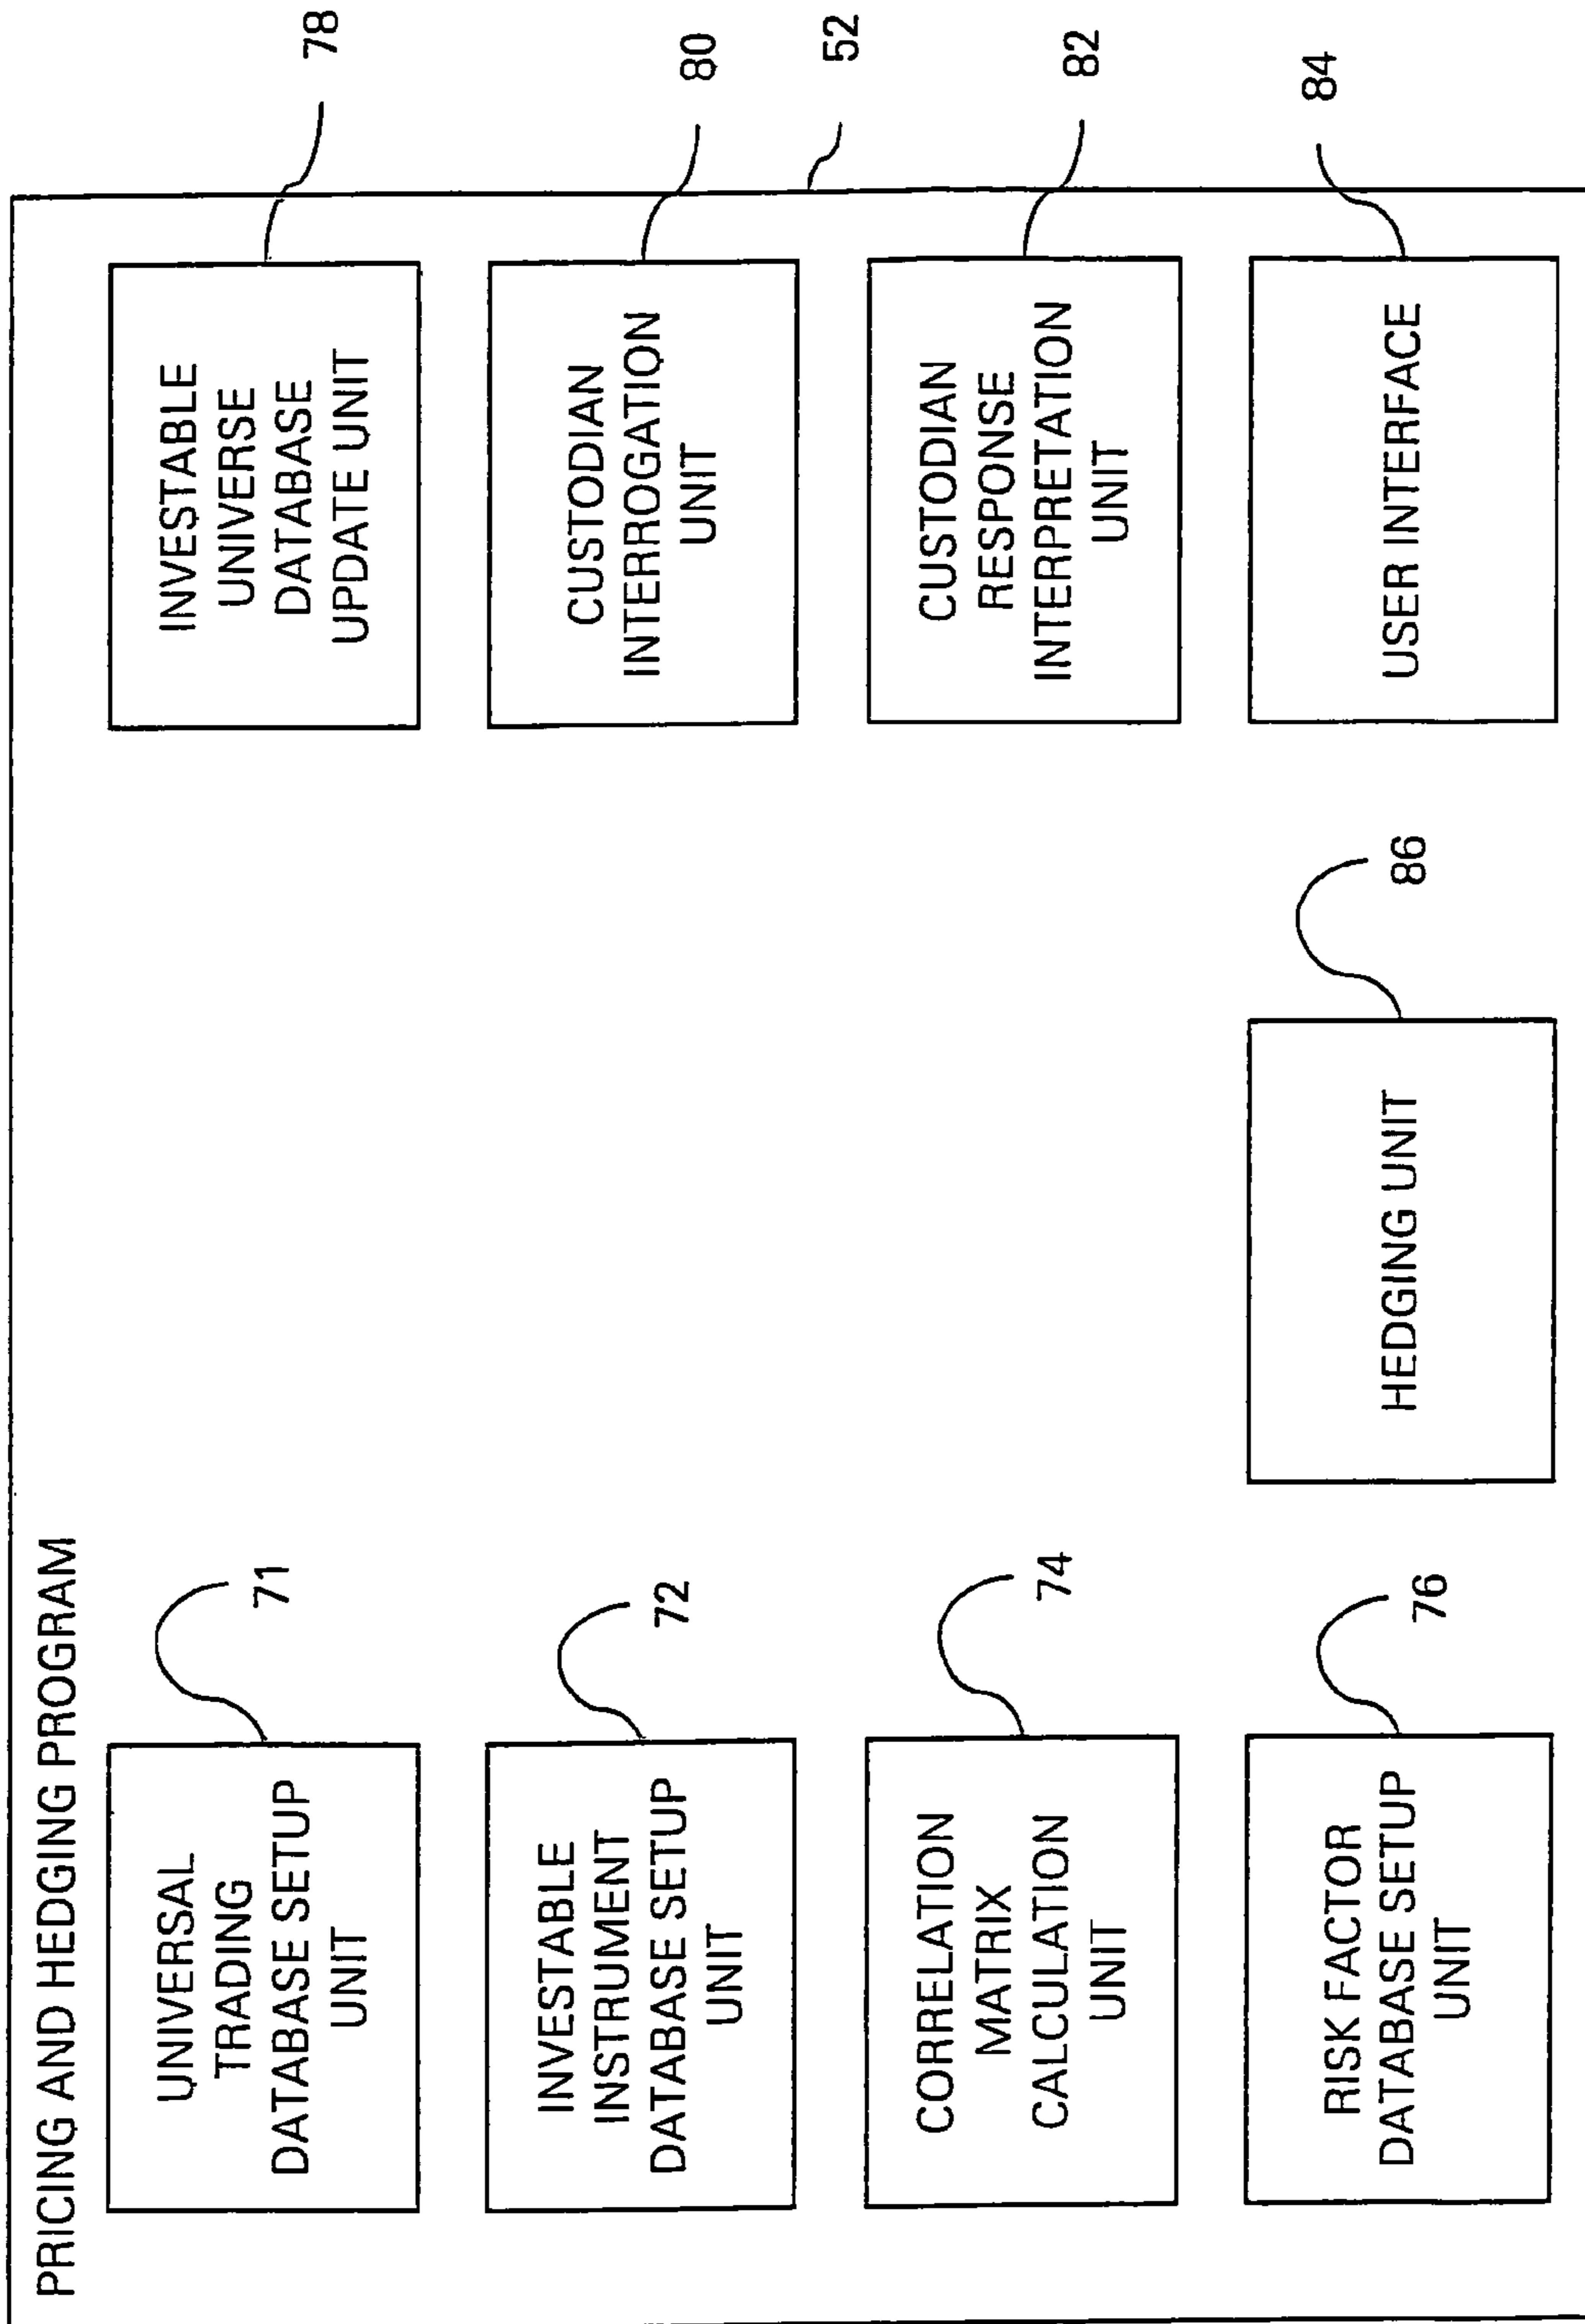 PRICING AND HEDGING PROGRAM
UNIVERSAL
TRADING
DATABASE SETUP
UNIT
71
INVESTABLE
INSTRUMENT
DATABASE SETUP
UNIT
72
CORRELATION
MATRIX
CALCULATION
UNIT
74
RISK FACTOR
DATABASE SETUP
UNIT
76
HEDGING UNIT
86
INVESTABLE
UNIVERSE
DATABASE
UPDATE UNIT
78
CUSTODIAN
INTERROGATION
UNIT
80
52
CUSTODIAN
RESPONSE
INTERPRETATION
UNIT
82
USER INTERFACE
84